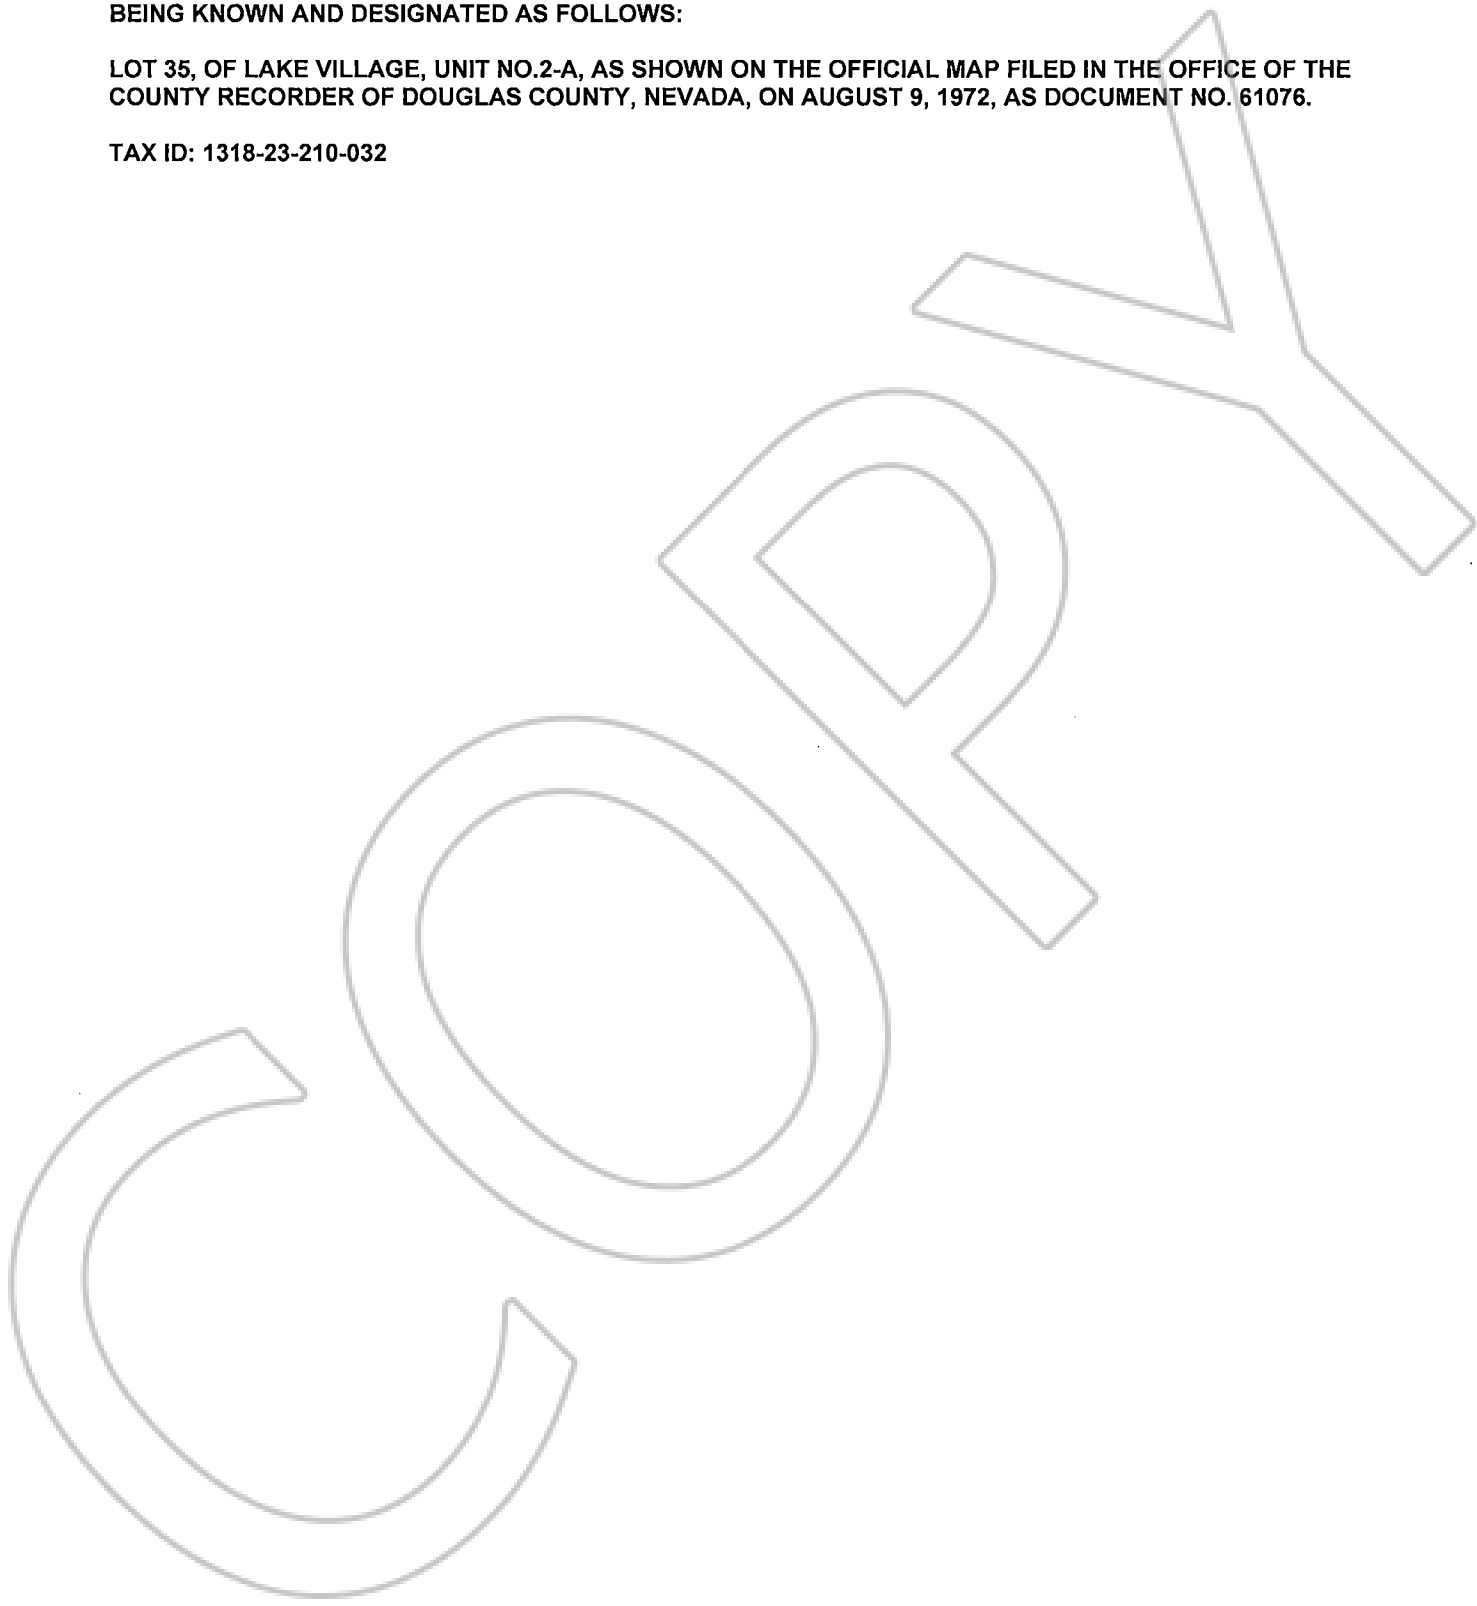 BEING KNOWN AND DESIGNATED AS FOLLOWS:
LOT 35, OF LAKE VILLAGE, UNIT NO.2-A, AS SHOWN ON THE OFFICIAL MAP FILED IN THE OFFICE OF THE
COUNTY RECORDER OF DOUGLAS COUNTY, NEVADA, ON AUGUST 9, 1972, AS DOCUMENT NO. 61076.
TAX ID: 1318-23-210-032
COPY